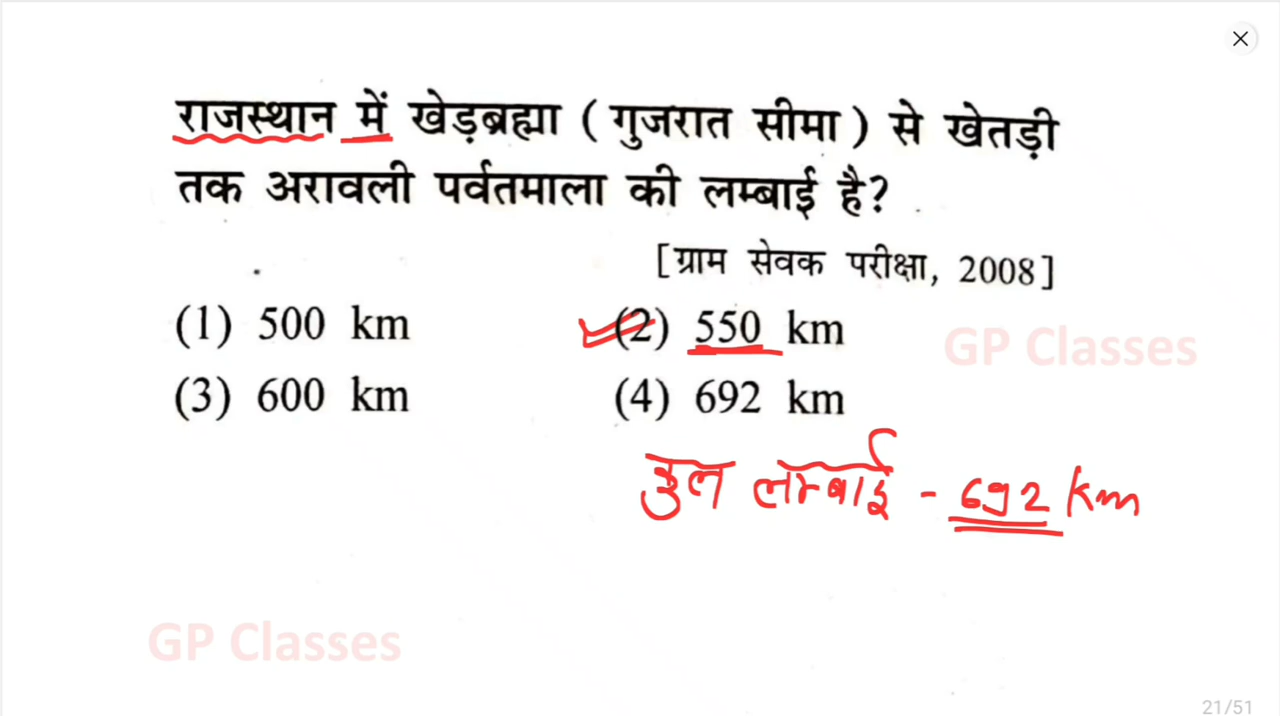 राजस्थान में खेड़ब्रह्मा ( गुजरात सीमा ) से खेतड़ी
तक अरावली पर्वतमाला की लम्बाई है?
[ग्राम सेवक परीक्षा, 2008]
(1) 500 km (2) 550 km
GP Classes
(3) 600 km (4) 692 km
कुल लम्बाई - 692 km
GP Classes
21/51